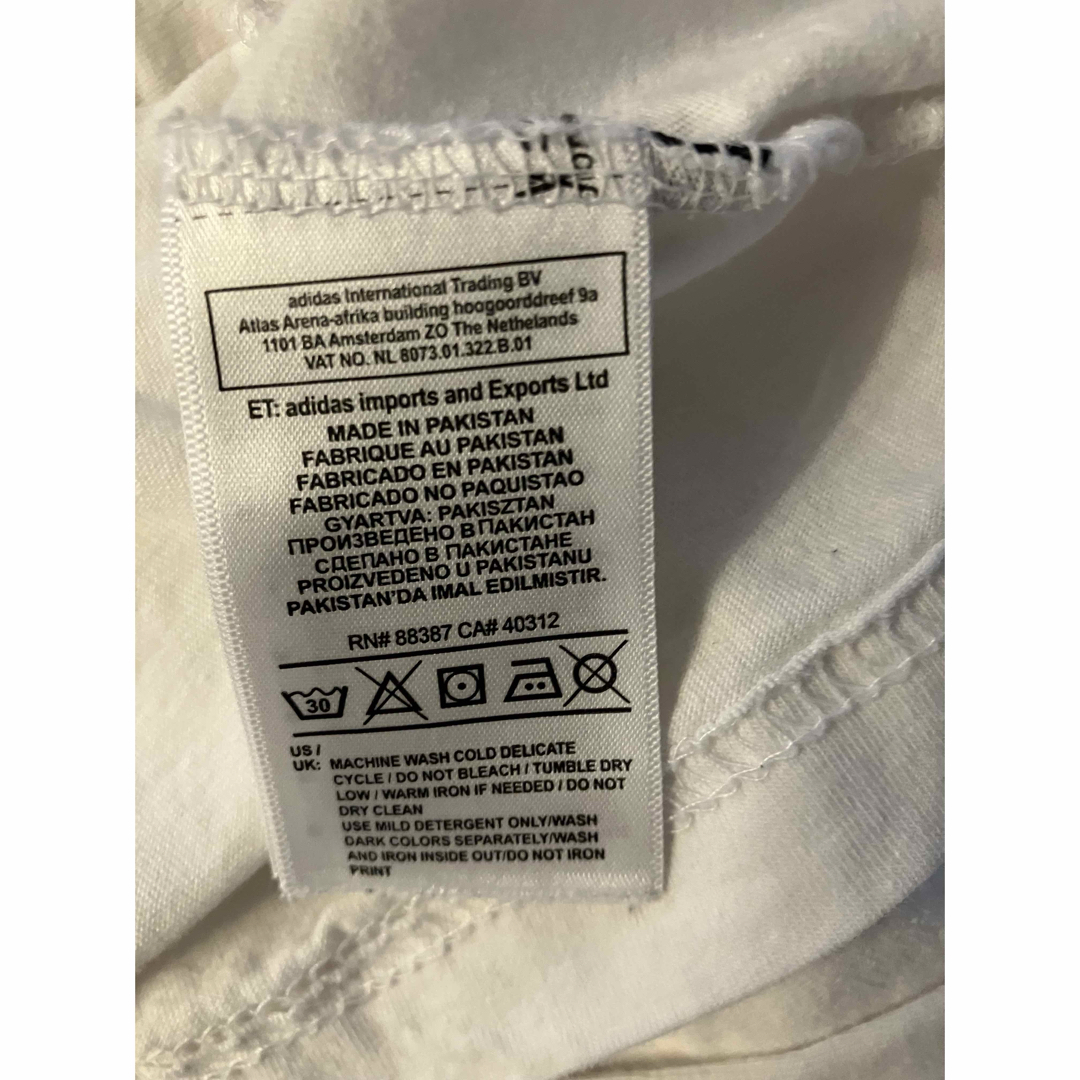 adidas International Trading BV
Atlas Arena-afrika building hoogoorddreef 9a
1101 BA Amsterdam ZO The Nethelands
VAT NO. NL 8073.01.322.B.01
ET: adidas imports and Exports Ltd
MADE IN PAKISTAN
FABRIQUE AU PAKISTAN
FABRICADO EN PAKISTAN
FABRICADO NO PAQUISTAO
GYARTVA: PAKISZTAN
ПРОИЗВЕДЕНО В ПАКИСТАН
СДЕПАНО В ПАКИСТАНЕ
PROIZVEDENO U PAKISTANU
PAKISTAN'DA IMAL EDILMISTIR.
RN# 88387 CA# 40312
30
US /
UK: MACHINE WASH COLD DELICATE
CYCLE / DO NOT BLEACH / TUMBLE DRY
LOW / WARM IRON IF NEEDED / DO NOT
DRY CLEAN
USE MILD DETERGENT ONLY/WASH
DARK COLORS SEPARATELY/WASH
AND IRON INSIDE OUT/DO NOT IRON
PRINT